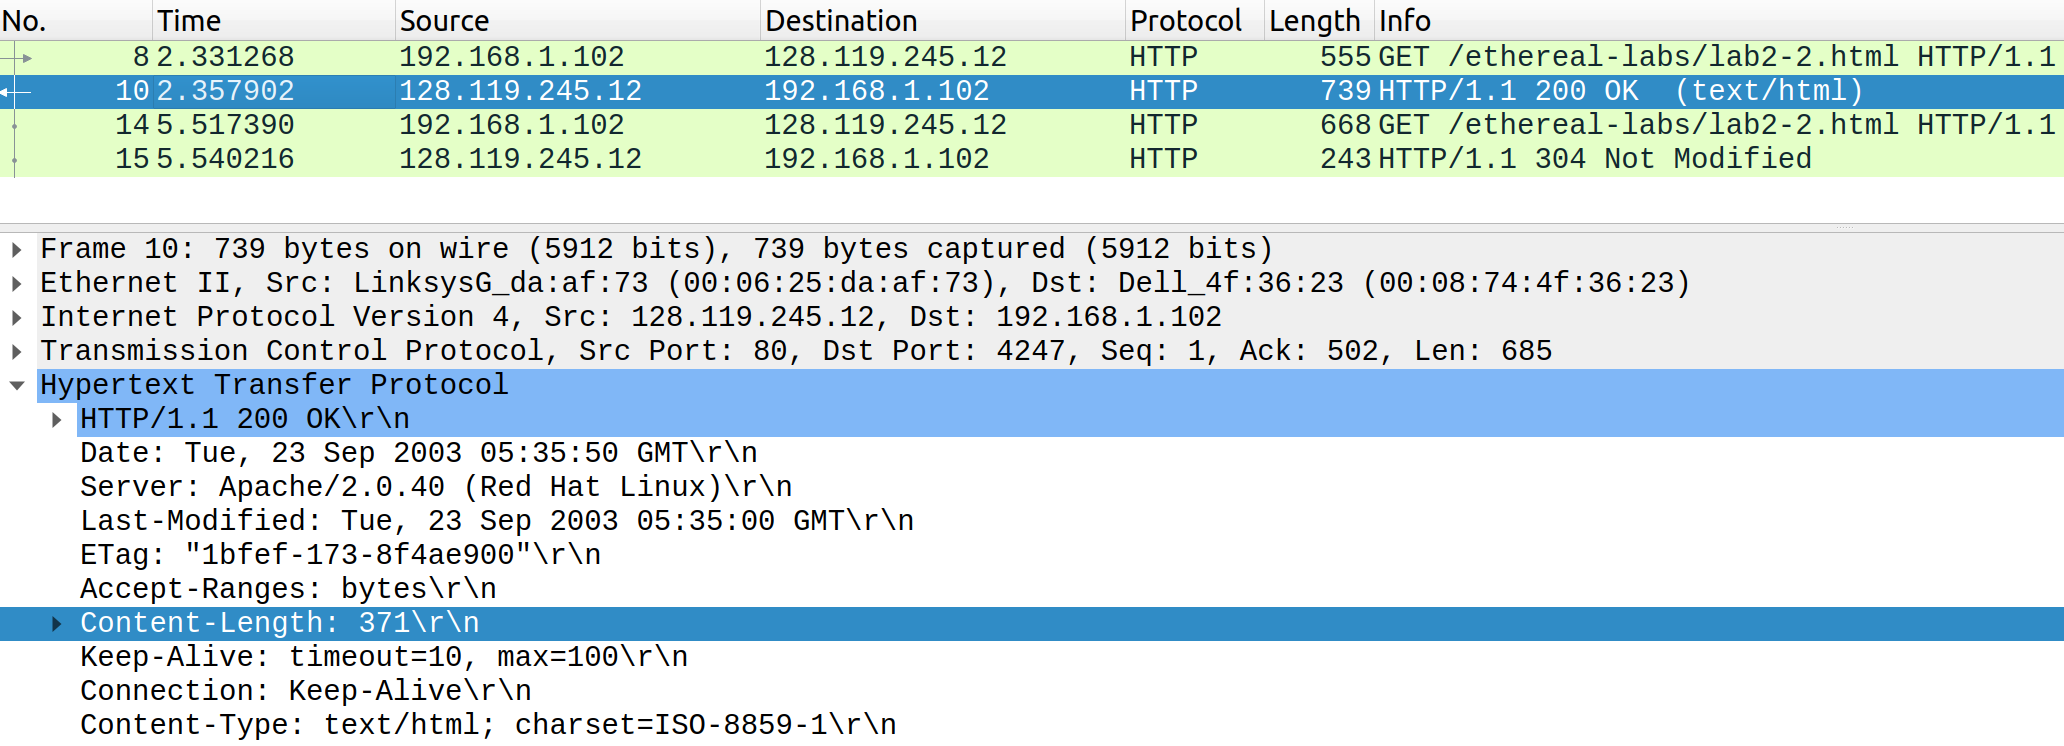 No. Time Source Destination Protocol Length Info
8 2.331268 192.168.1.102 128.119.245.12 HTTP 555 GET /ethereal-labs/lab2-2.html HTTP/1.1
10 2.357902 128.119.245.12 192.168.1.102 HTTP 739 HTTP/1.1 200 OK  (text/html)
14 5.517390 192.168.1.102 128.119.245.12 HTTP 668 GET /ethereal-labs/lab2-2.html HTTP/1.1
15 5.540216 128.119.245.12 192.168.1.102 HTTP 243 HTTP/1.1 304 Not Modified
Frame 10: 739 bytes on wire (5912 bits), 739 bytes captured (5912 bits)
Ethernet II, Src: LinksysG_da:af:73 (00:06:25:da:af:73), Dst: Dell_4f:36:23 (00:08:74:4f:36:23)
Internet Protocol Version 4, Src: 128.119.245.12, Dst: 192.168.1.102
Transmission Control Protocol, Src Port: 80, Dst Port: 4247, Seq: 1, Ack: 502, Len: 685
Hypertext Transfer Protocol
HTTP/1.1 200 OK\r\n
Date: Tue, 23 Sep 2003 05:35:50 GMT\r\n
Server: Apache/2.0.40 (Red Hat Linux)\r\n
Last-Modified: Tue, 23 Sep 2003 05:35:00 GMT\r\n
ETag: "1bfef-173-8f4ae900"\r\n
Accept-Ranges: bytes\r\n
Content-Length: 371\r\n
Keep-Alive: timeout=10, max=100\r\n
Connection: Keep-Alive\r\n
Content-Type: text/html; charset=ISO-8859-1\r\n